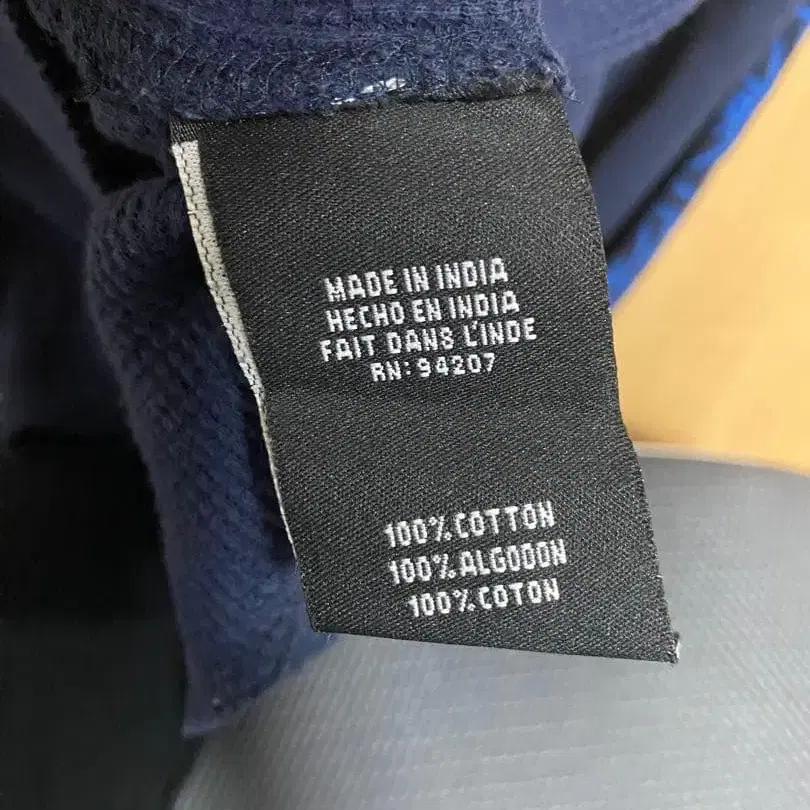 MADE IN INDIA
HECHO EN INDIA
FAIT DANS L'INDE
RN: 94207
100% COTTON
100% ALGODON
100% COTON